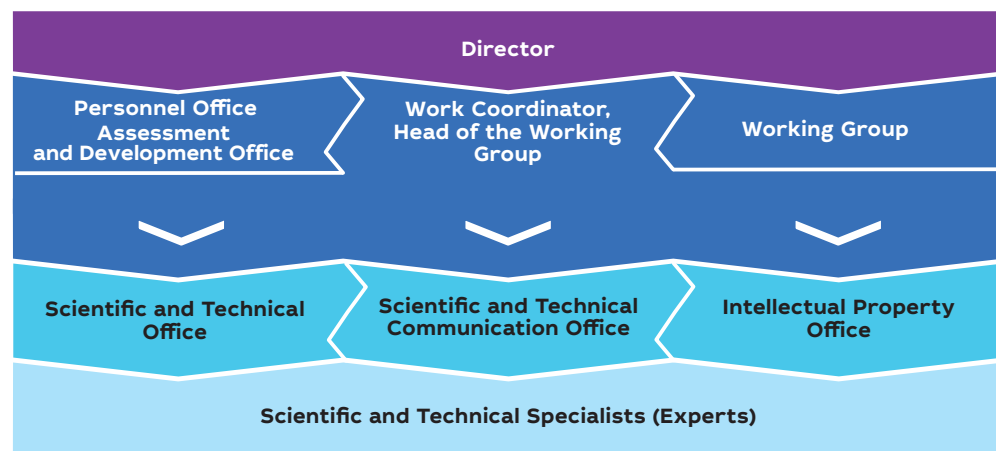 Director
Personnel Office
Assessment
and Development Office
Work Coordinator,
Head of the Working
Group
Working Group
Scientific and Technical
Office
Scientific and Technical
Communication Office
Intellectual Property
Office
Scientific and Technical Specialists (Experts)